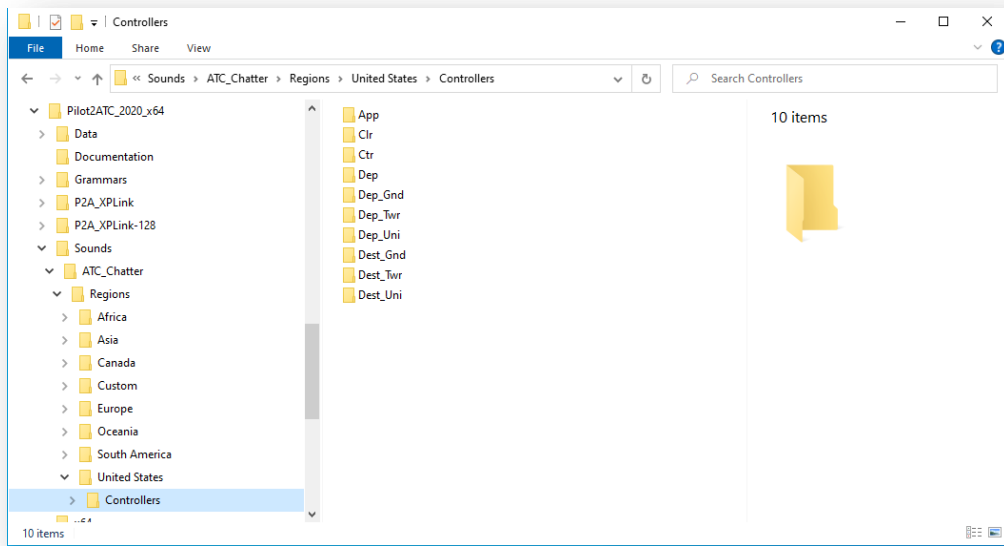 Controllers
File Home Share View
« Sounds › ATC_Chatter › Regions › United States › Controllers
Search Controllers
Pilot2ATC_2020_x64
Data
Documentation
Grammars
P2A_XPLink
P2A_XPLink-128
Sounds
ATC_Chatter
Regions
Africa
Asia
Canada
Custom
Europe
Oceania
South America
United States
Controllers
x64
App
Clr
Ctr
Dep
Dep_Gnd
Dep_Twr
Dep_Uni
Dest_Gnd
Dest_Twr
Dest_Uni
10 items
10 items